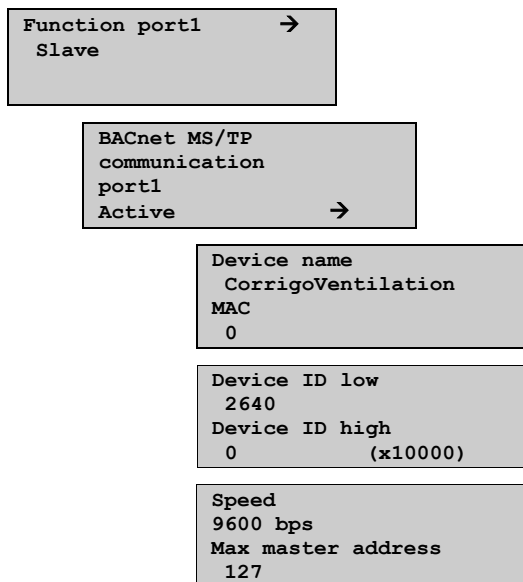 Function port1 →
Slave
BACnet MS/TP
communication
port1
Active →
Device name
CorrigoVentilation
MAC
0
Device ID low
2640
Device ID high
0 (x10000)
Speed
9600 bps
Max master address
127